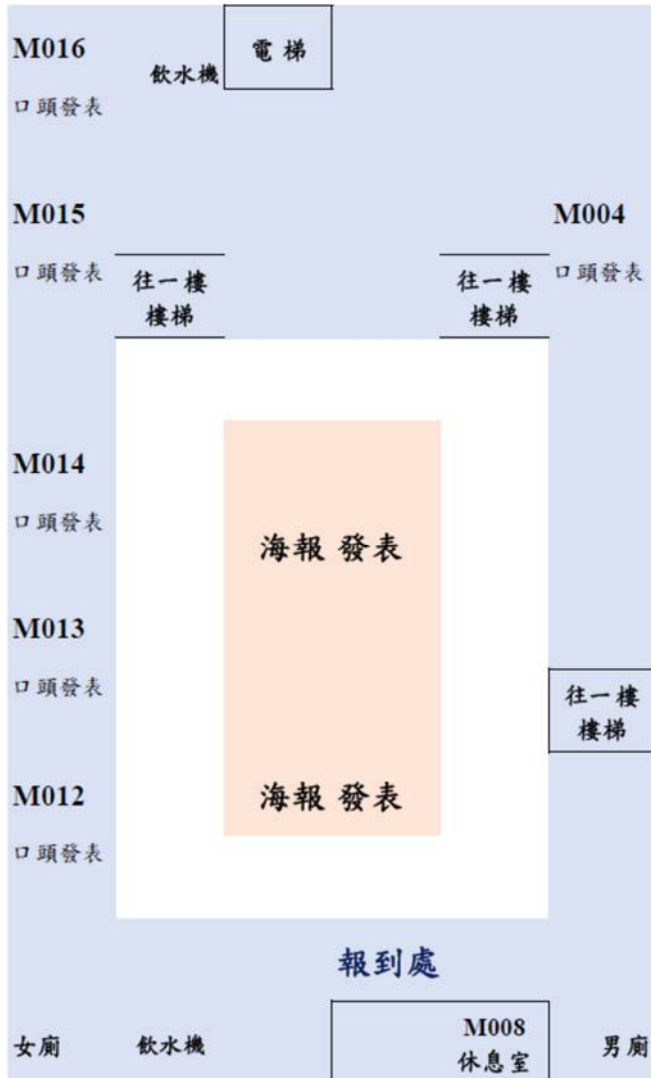 M016
飲水機
電梯
口頭發表
M015
M004
口頭發表
往一樓
樓梯
往一樓
樓梯
口頭發表
M014
口頭發表
海報 發表
M013
口頭發表
往一樓
樓梯
M012
海報 發表
口頭發表
報到處
女廁
飲水機
M008
休息室
男廁